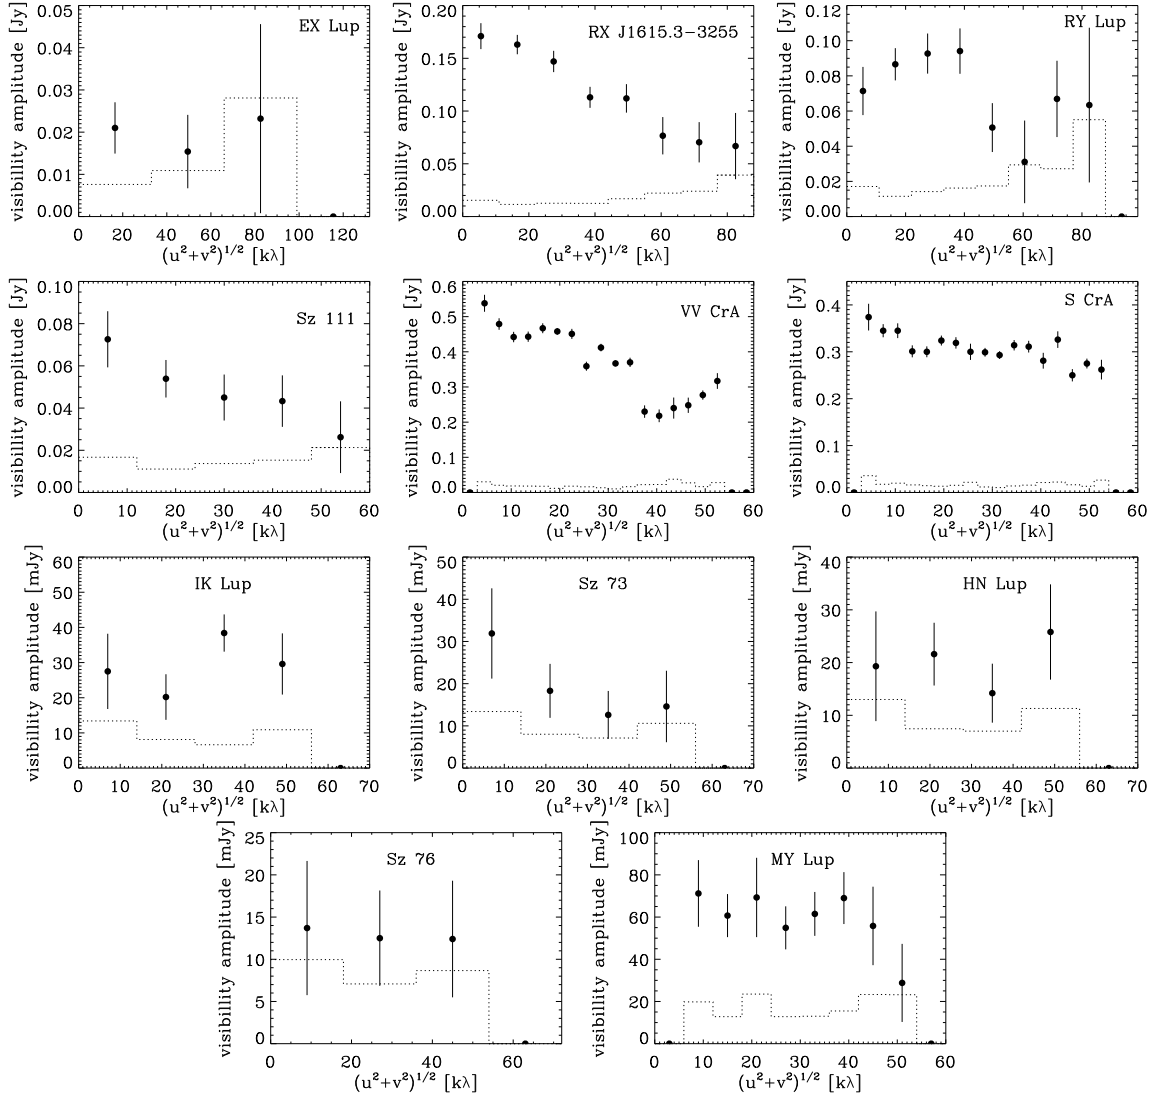 visibillity amplitude [Jy]
EX Lup
0.05
0.04
0.03
0.02
0.01
0.00
0 20 40 60 80 100 120
(u²+v²)¹/² [kλ]
visibillity amplitude [Jy]
RX J1615.3−3255
0.20
0.15
0.10
0.05
0.00
0 20 40 60 80
(u²+v²)¹/² [kλ]
visibillity amplitude [Jy]
RY Lup
0.12
0.10
0.08
0.06
0.04
0.02
0.00
0 20 40 60 80
(u²+v²)¹/² [kλ]
visibillity amplitude [Jy]
Sz 111
0.10
0.08
0.06
0.04
0.02
0.00
0 10 20 30 40 50 60
(u²+v²)¹/² [kλ]
visibillity amplitude [Jy]
VV CrA
0.6
0.5
0.4
0.3
0.2
0.1
0.0
0 10 20 30 40 50 60
(u²+v²)¹/² [kλ]
visibillity amplitude [Jy]
S CrA
0.4
0.3
0.2
0.1
0.0
0 10 20 30 40 50 60
(u²+v²)¹/² [kλ]
visibillity amplitude [mJy]
IK Lup
60
50
40
30
20
10
0
0 10 20 30 40 50 60 70
(u²+v²)¹/² [kλ]
visibillity amplitude [mJy]
Sz 73
50
40
30
20
10
0
0 10 20 30 40 50 60 70
(u²+v²)¹/² [kλ]
visibillity amplitude [mJy]
HN Lup
40
30
20
10
0
0 10 20 30 40 50 60 70
(u²+v²)¹/² [kλ]
visibillity amplitude [mJy]
Sz 76
25
20
15
10
5
0
0 20 40 60
(u²+v²)¹/² [kλ]
visibillity amplitude [mJy]
MY Lup
100
80
60
40
20
0
0 10 20 30 40 50 60
(u²+v²)¹/² [kλ]